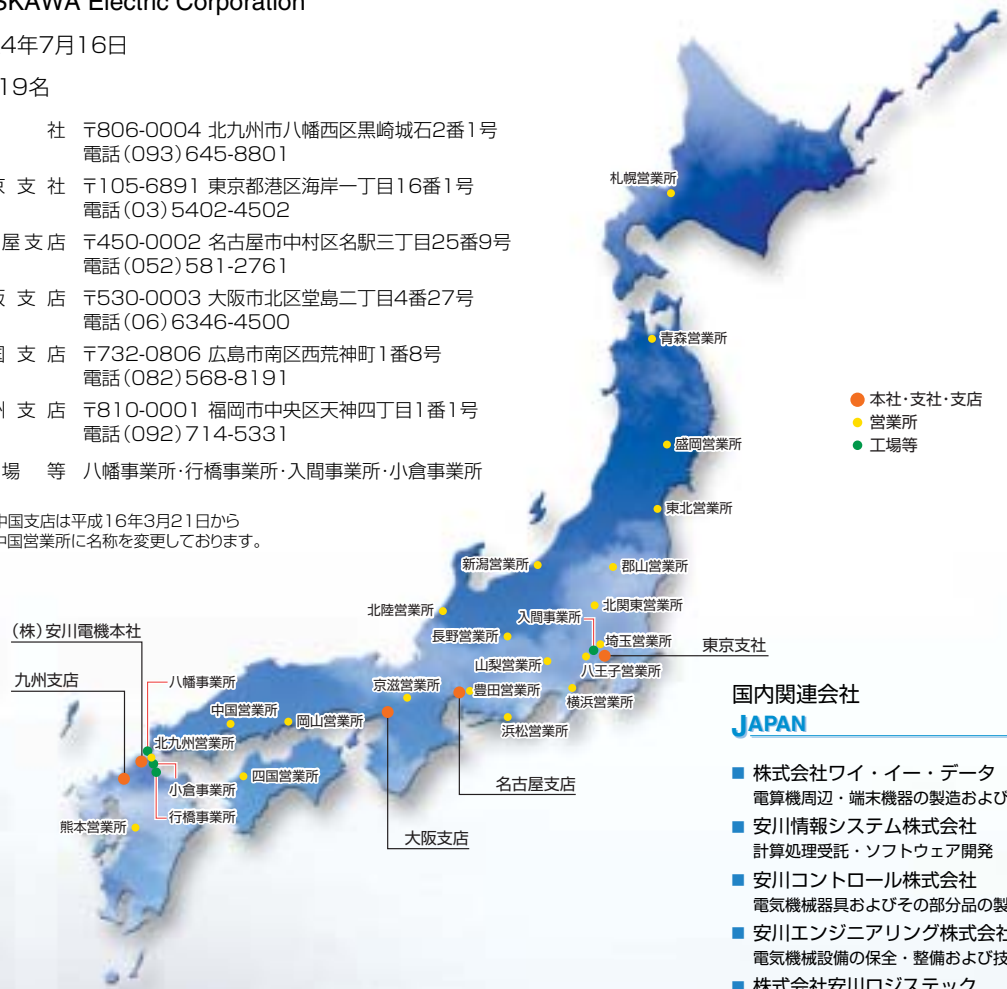 SKAWA Electric Corporation
4年7月16日
19名
社 〒806-0004 北九州市八幡西区黒崎城石2番1号
電話(093)645-8801
京 支 社 〒105-6891 東京都港区海岸一丁目16番1号
電話(03)5402-4502
屋支店 〒450-0002 名古屋市中村区名駅三丁目25番9号
電話(052)581-2761
阪 支 店 〒530-0003 大阪市北区堂島二丁目4番27号
電話(06)6346-4500
国 支 店 〒732-0806 広島市南区西荒神町1番8号
電話(082)568-8191
州 支 店 〒810-0001 福岡市中央区天神四丁目1番1号
電話(092)714-5331
場 等 八幡事業所・行橋事業所・入間事業所・小倉事業所
中国支店は平成16年3月21日から
中国営業所に名称を変更しております。
札幌営業所
青森営業所
本社・支社・支店
営業所
工場等
盛岡営業所
東北営業所
新潟営業所
郡山営業所
北陸営業所
北関東営業所
入間事業所
長野営業所
埼玉営業所
東京支社
(株)安川電機本社
山梨営業所
八王子営業所
九州支店
八幡事業所
京滋営業所
豊田営業所
横浜営業所
中国営業所
岡山営業所
浜松営業所
北九州営業所
四国営業所
小倉事業所
名古屋支店
行橋事業所
熊本営業所
大阪支店
国内関連会社
JAPAN
■ 株式会社ワイ・イー・データ
電算機周辺・端末機器の製造および
■ 安川情報システム株式会社
計算処理受託・ソフトウェア開発
■ 安川コントロール株式会社
電気機械器具およびその部分品の製
■ 安川エンジニアリング株式会社
電気機械設備の保全・整備および技
■ 株式会社安川ロジステック